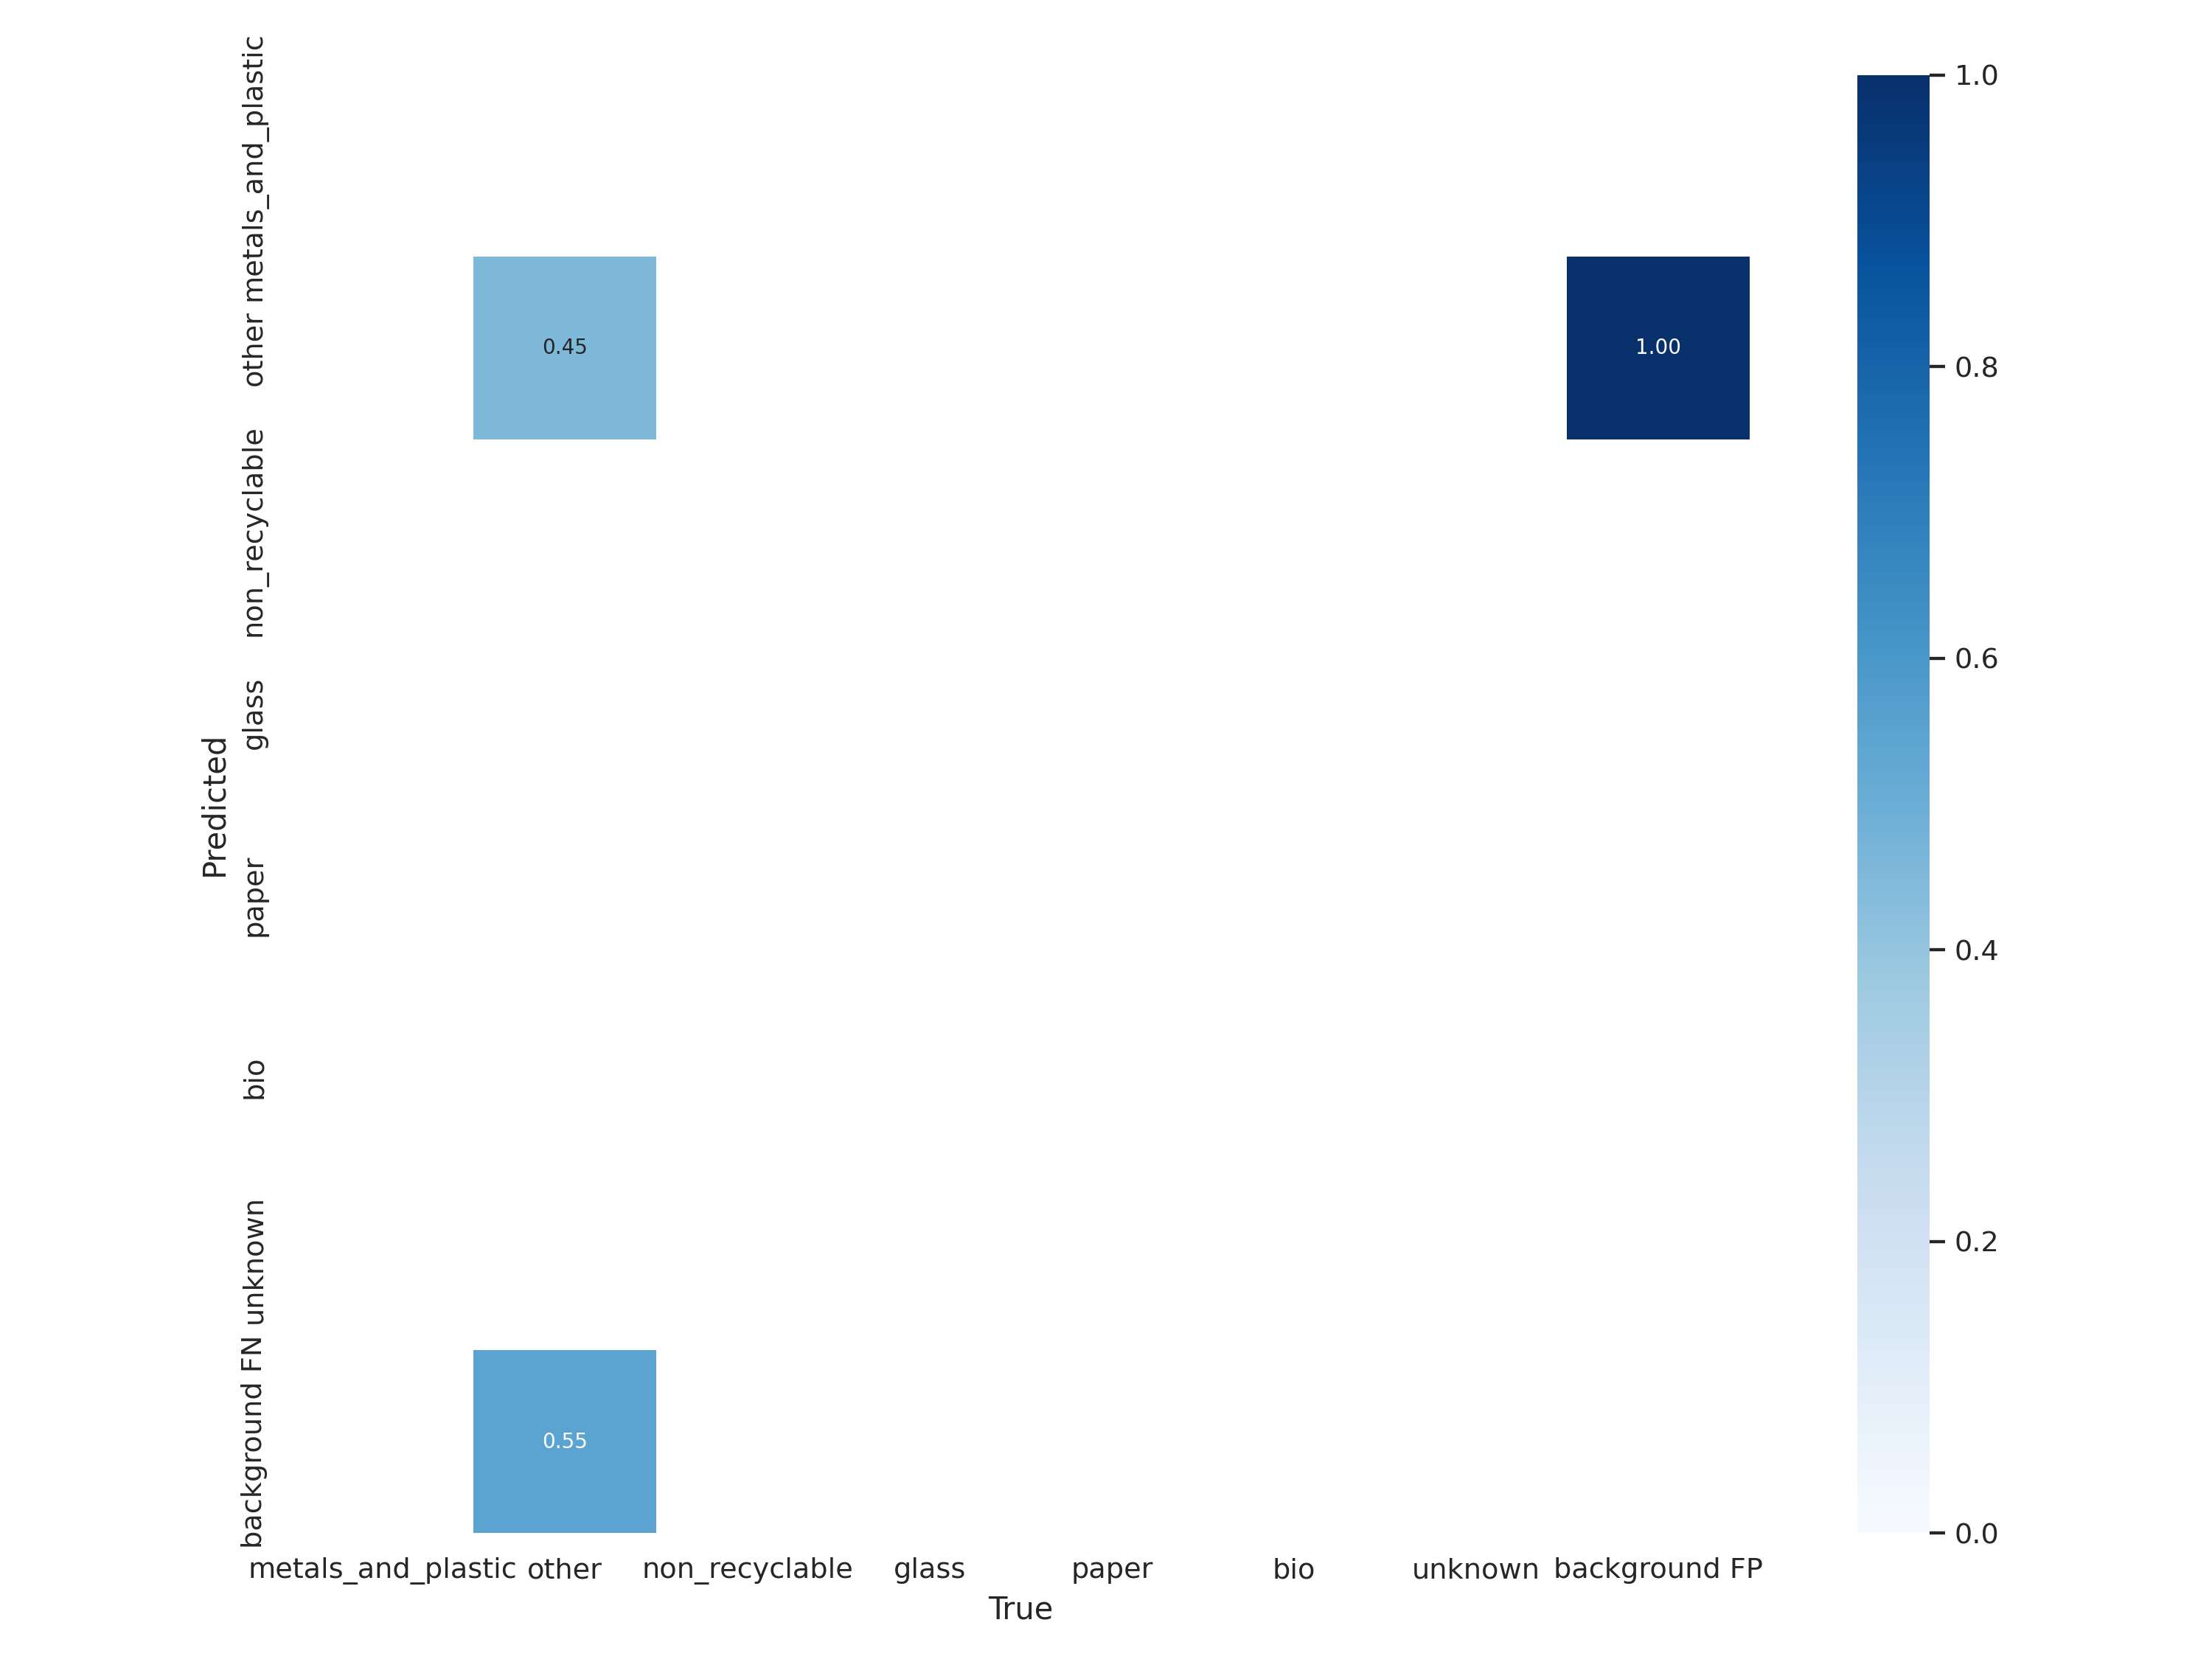 metals_and_plastic
other
non_recyclable
glass
paper
bio
unknown
background FN
Predicted
0.45
1.00
0.55
metals_and_plastic
other
non_recyclable
glass
paper
bio
unknown
background FP
True
1.0
0.8
0.6
0.4
0.2
0.0